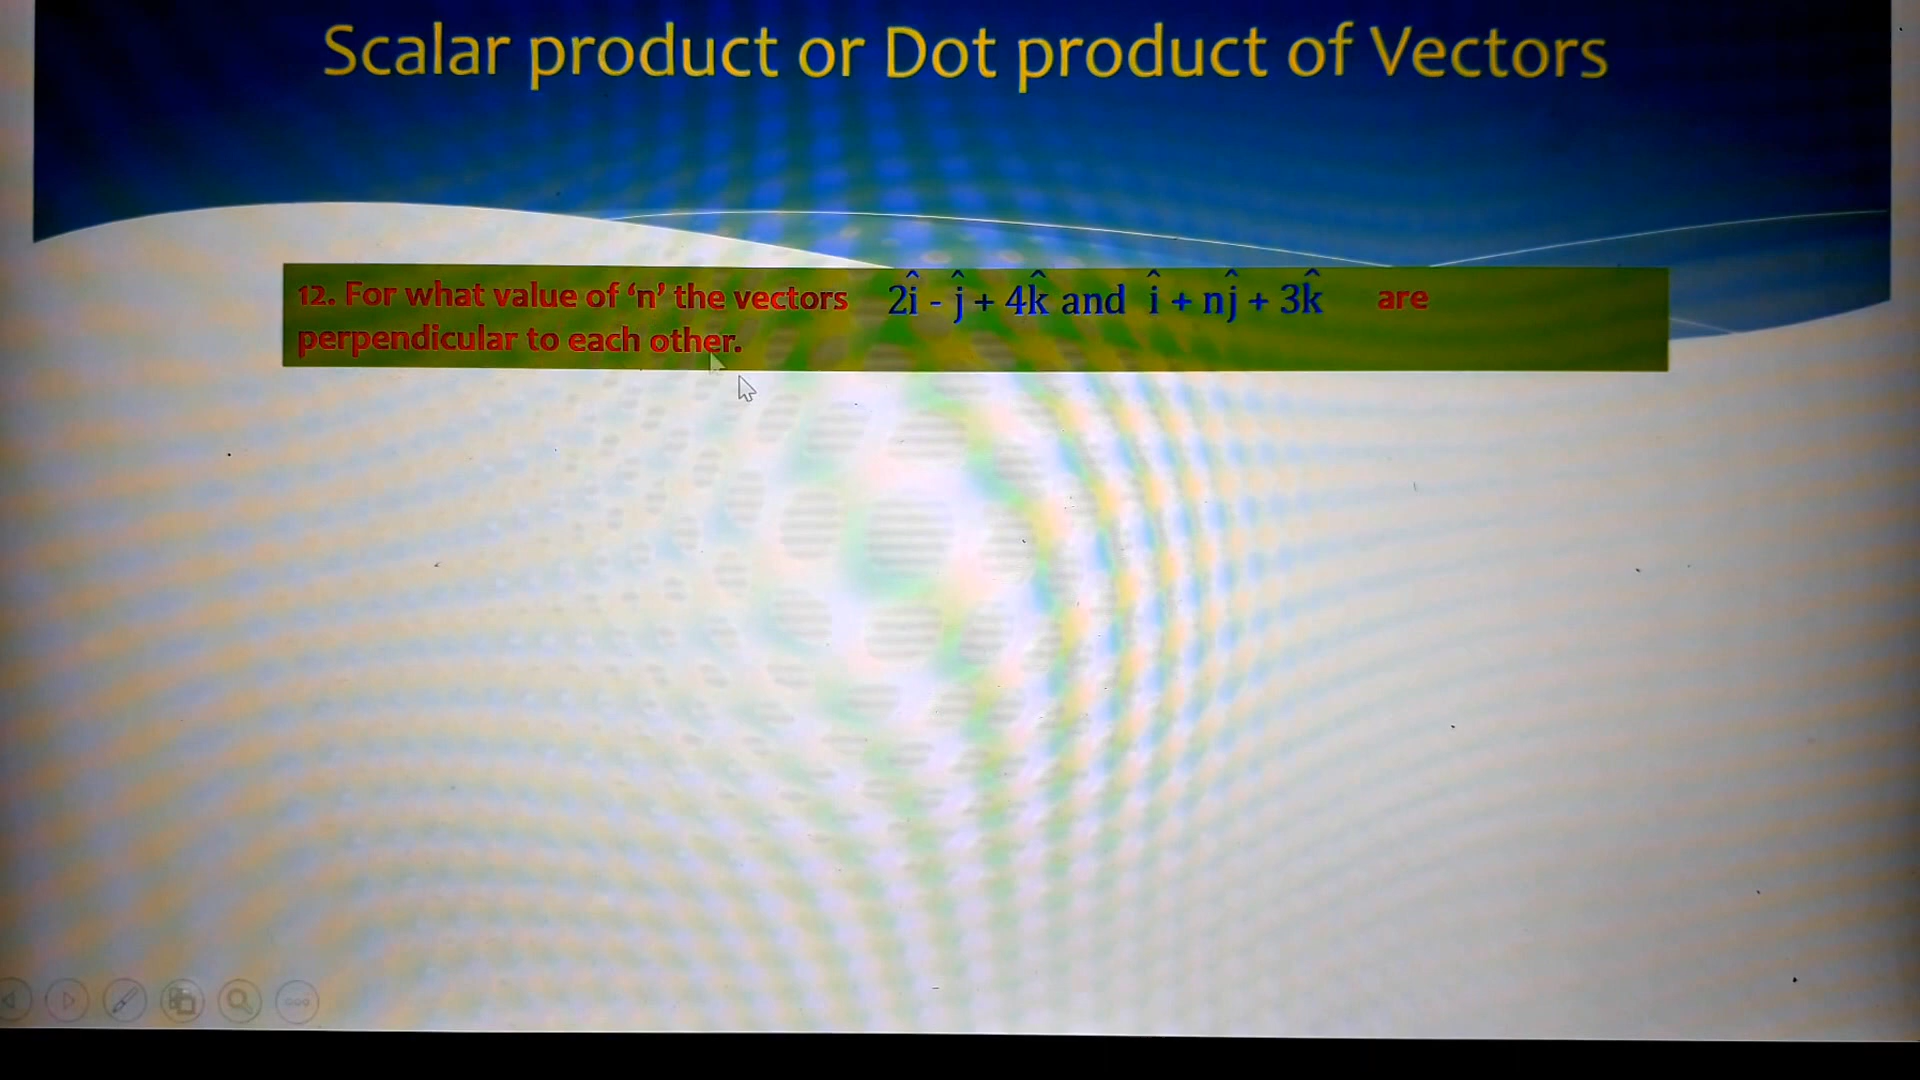 Scalar product or Dot product of Vectors
12. For what value of ‘n’ the vectors 2î - ĵ + 4k̂ and î + nĵ + 3k̂ are
perpendicular to each other.